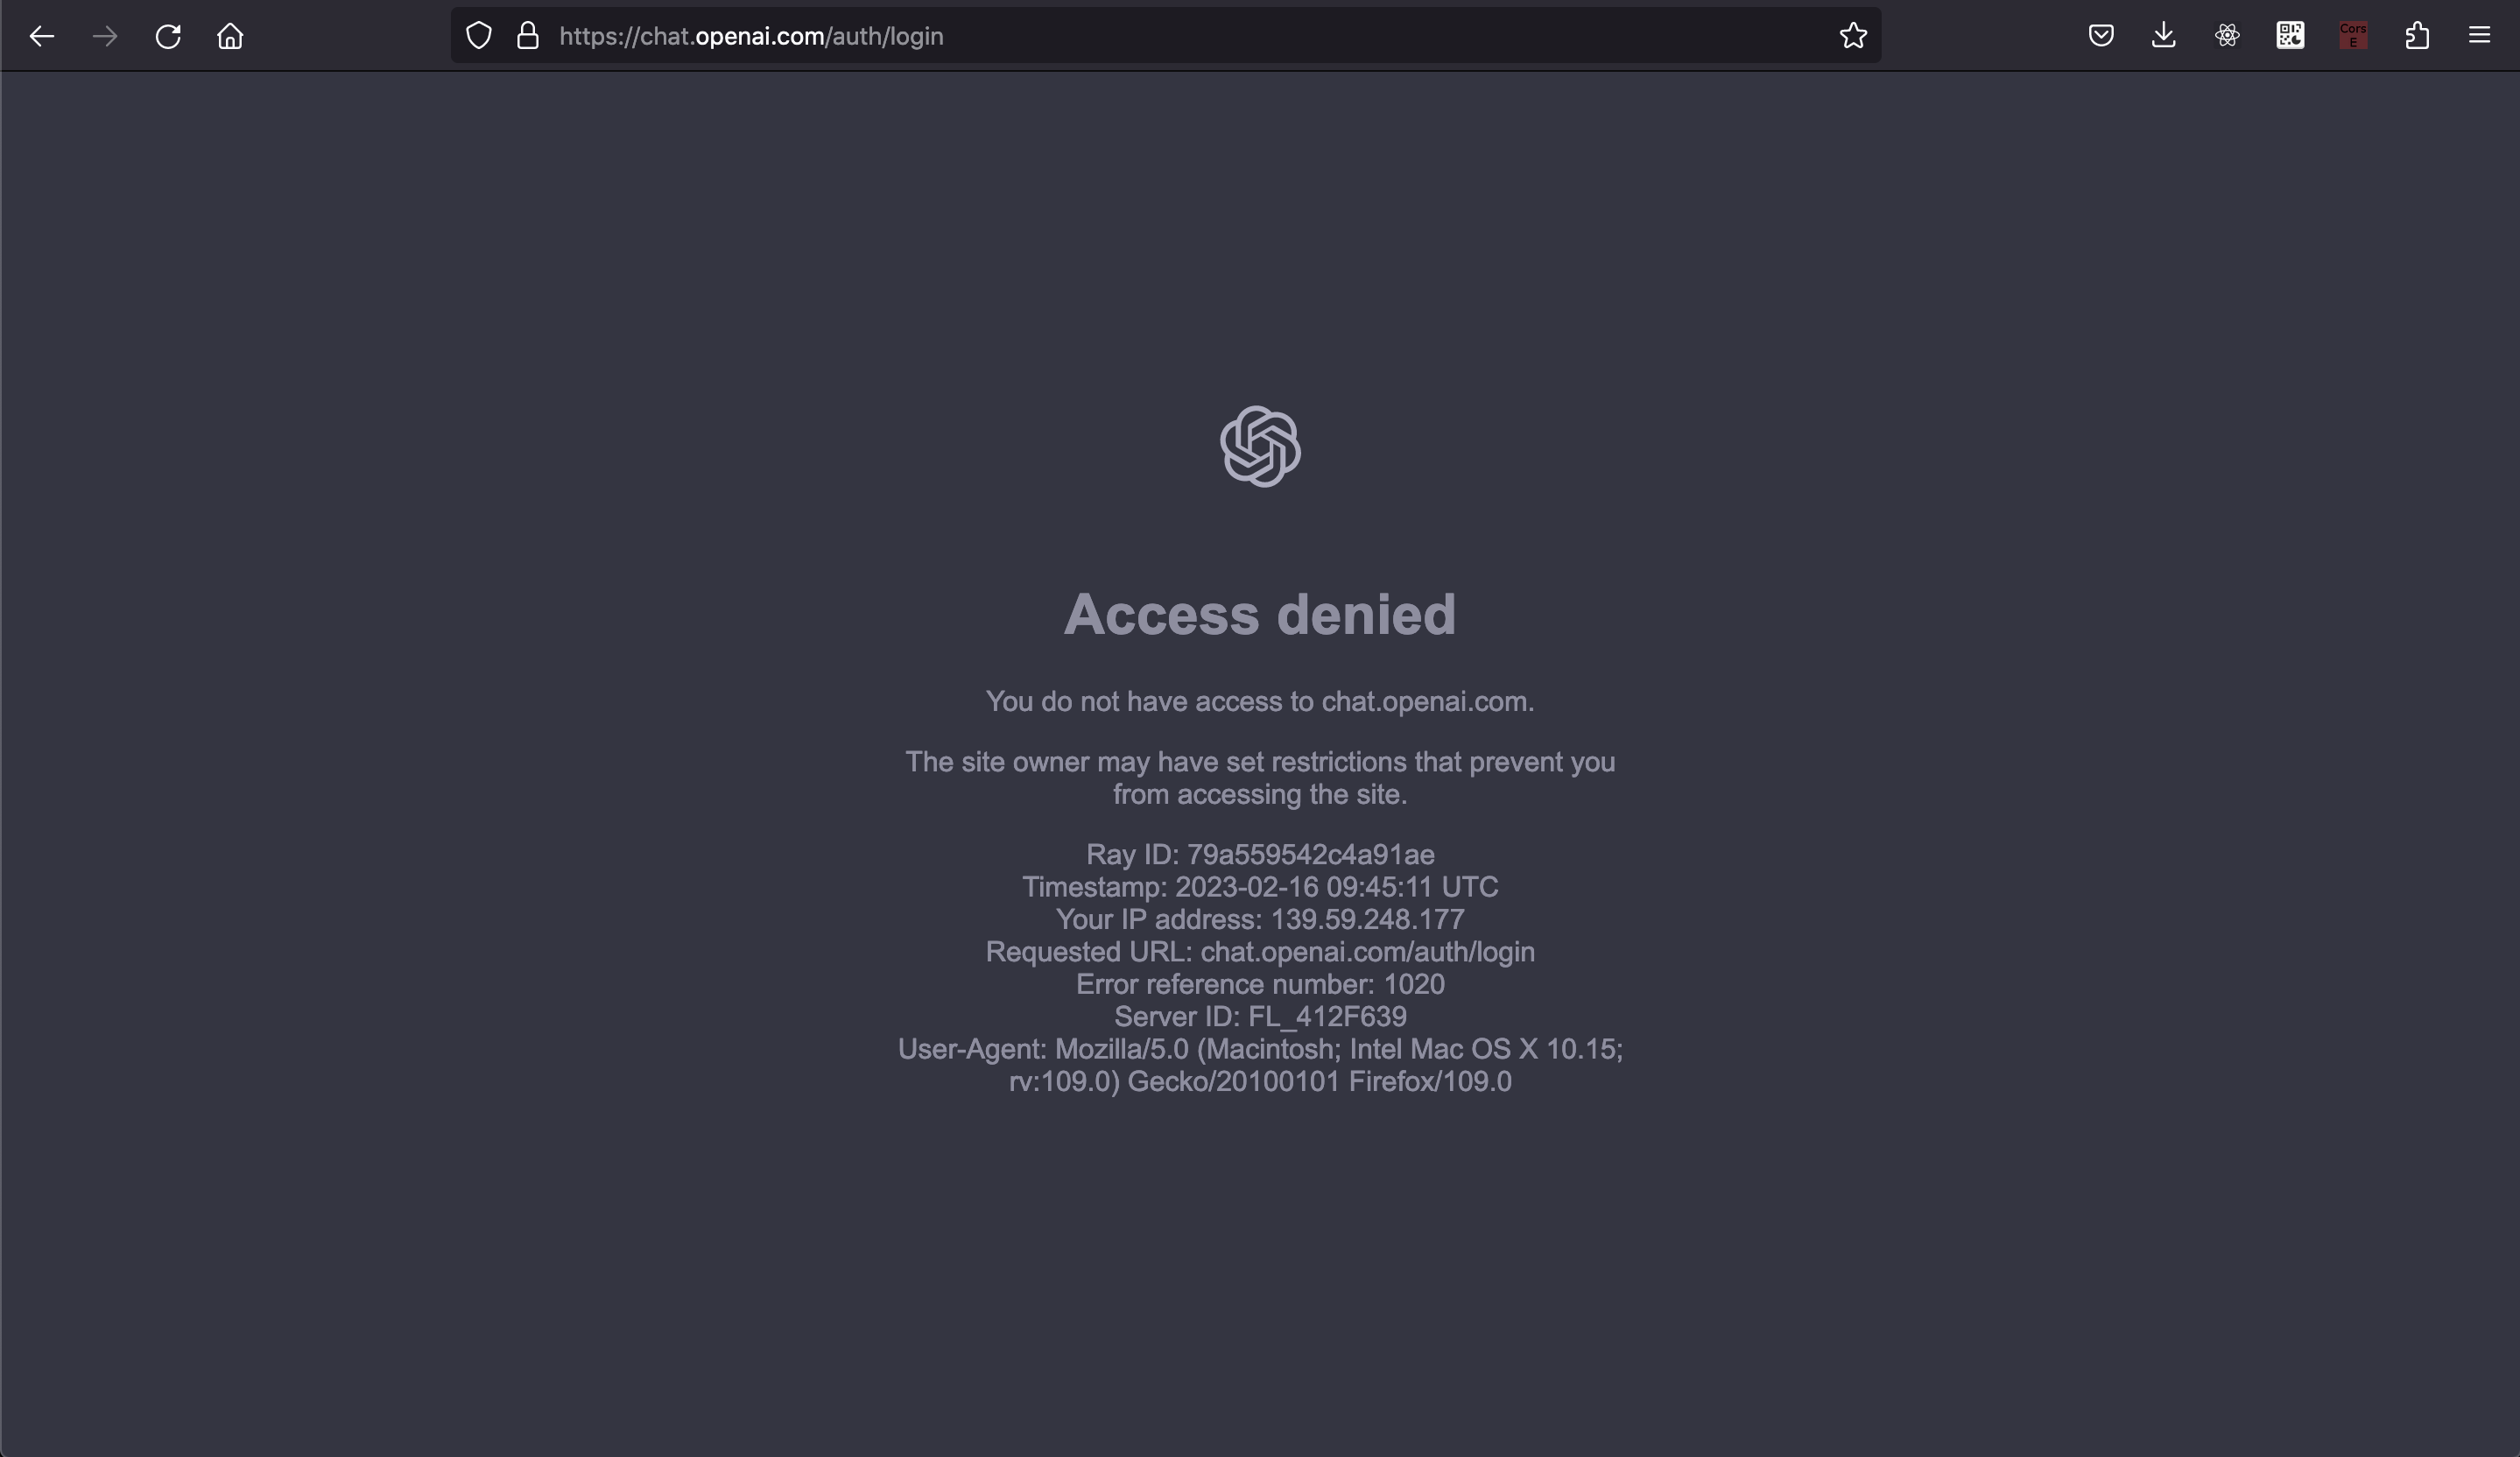 https://chat.openai.com/auth/login
Cors
E
Access denied
You do not have access to chat.openai.com.
The site owner may have set restrictions that prevent you
from accessing the site.
Ray ID: 79a559542c4a91ae
Timestamp: 2023-02-16 09:45:11 UTC
Your IP address: 139.59.248.177
Requested URL: chat.openai.com/auth/login
Error reference number: 1020
Server ID: FL_412F639
User-Agent: Mozilla/5.0 (Macintosh; Intel Mac OS X 10.15;
rv:109.0) Gecko/20100101 Firefox/109.0